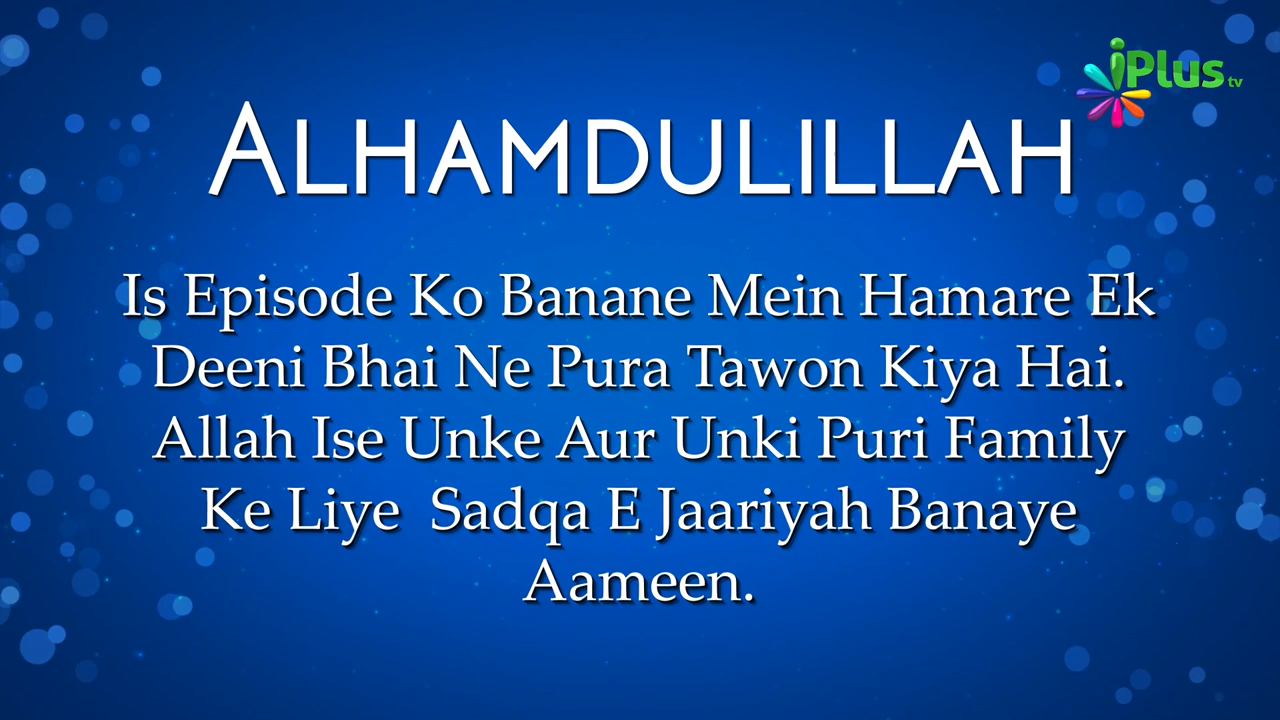 iPlus tv
ALHAMDULILLAH
Is Episode Ko Banane Mein Hamare Ek
Deeni Bhai Ne Pura Tawon Kiya Hai.
Allah Ise Unke Aur Unki Puri Family
Ke Liye Sadqa E Jaariyah Banaye
Aameen.